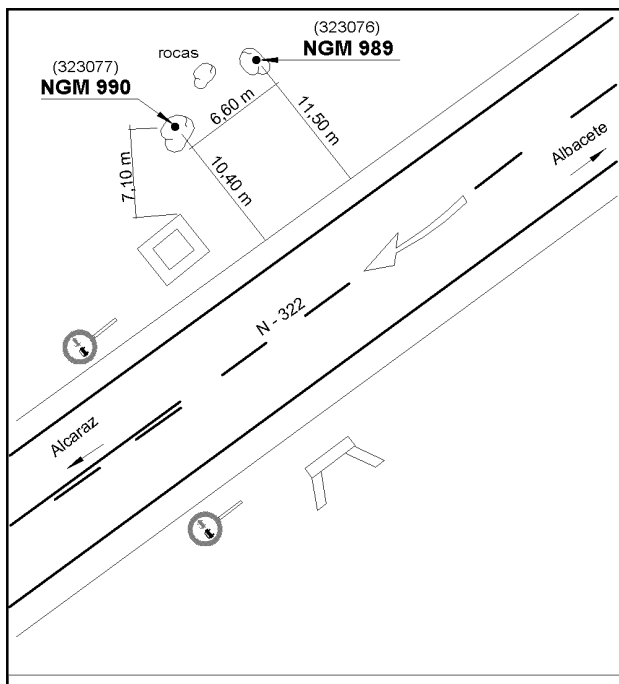 (323076)
NGM 989
rocas
(323077)
NGM 990
6,60 m
11,50 m
7,10 m
10,40 m
Albacete
N - 322
Alcaraz